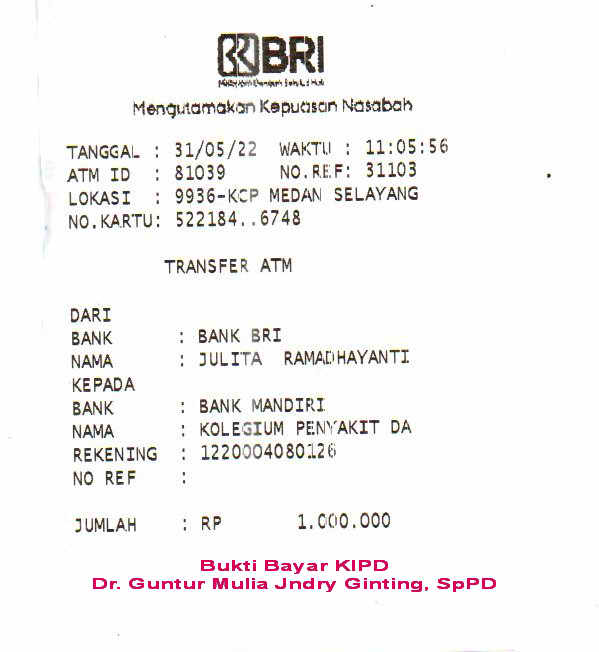 BRI
Mengutamakan Kepuasan Nasabah
TANGGAL : 31/05/22 WAKTU : 11:05:56
ATM ID : 81039 NO.REF: 31103
LOKASI : 9936-KCP MEDAN SELAYANG
NO.KARTU: 522184..6748
TRANSFER ATM
DARI
BANK : BANK BRI
NAMA : JULITA RAMADHAYANTI
KEPADA
BANK : BANK MANDIRI
NAMA : KOLEGIUM PENYAKIT DA
REKENING : 1220004080126
NO REF :
JUMLAH : RP 1.000.000
Bukti Bayar KIPD
Dr. Guntur Mulia Jndry Ginting, SpPD